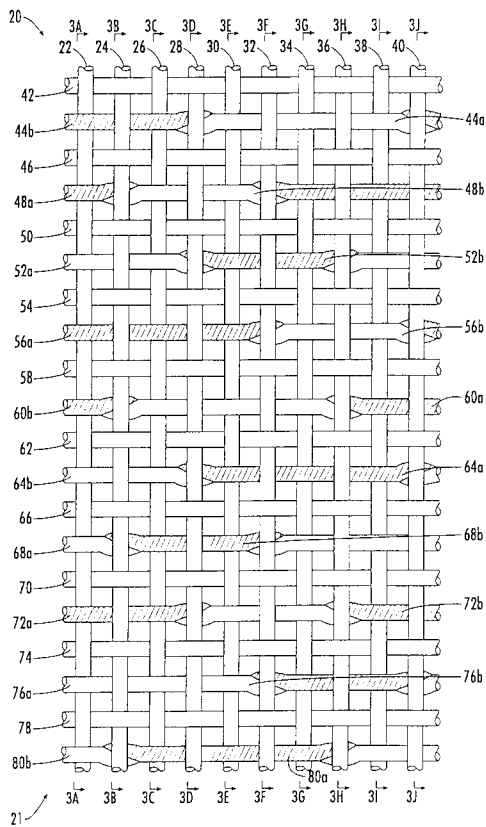 20
3A 3B 3C 3D 3E 3F 3G 3H 3I 3J
22 24 26 28 30 32 34 36 38 40
42
44b 44a
46
48a 48b
50
52a 52b
54
56a 56b
58
60b 60a
62
64b 64a
66
68a 68b
70
72a 72b
74
76a 76b
78
80b 80a
3A 3B 3C 3D 3E 3F 3G 3H 3I 3J
21